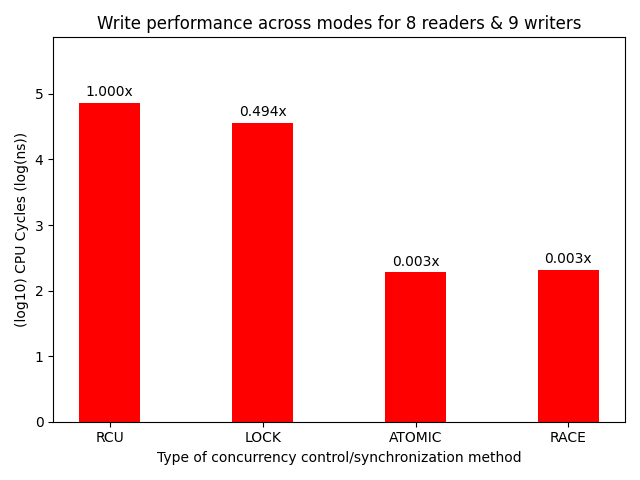 Write performance across modes for 8 readers & 9 writers
(log10) CPU Cycles (log(ns))
5
4
3
2
1
0
1.000x
0.494x
0.003x
0.003x
RCU
LOCK
ATOMIC
RACE
Type of concurrency control/synchronization method